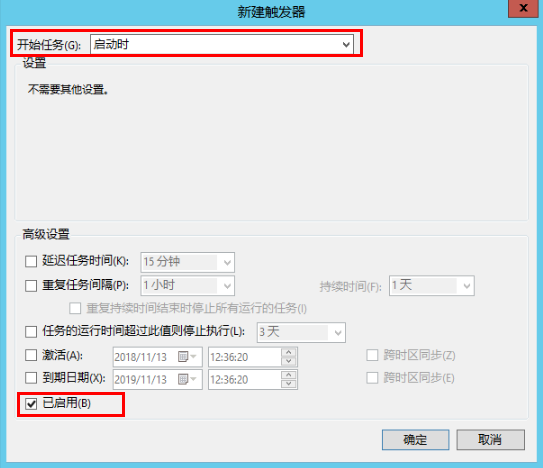 新建触发器
x
开始任务(G): 启动时
设置
不需要其他设置。
高级设置
延迟任务时间(K): 15 分钟
重复任务间隔(P): 1 小时 持续时间(F): 1 天
重复持续时间结束时停止所有运行的任务(I)
任务的运行时间超过此值则停止执行(L): 3 天
激活(A): 2018/11/13 12:36:20 跨时区同步(Z)
到期日期(X): 2019/11/13 12:36:20 跨时区同步(E)
已启用(B)
确定 取消